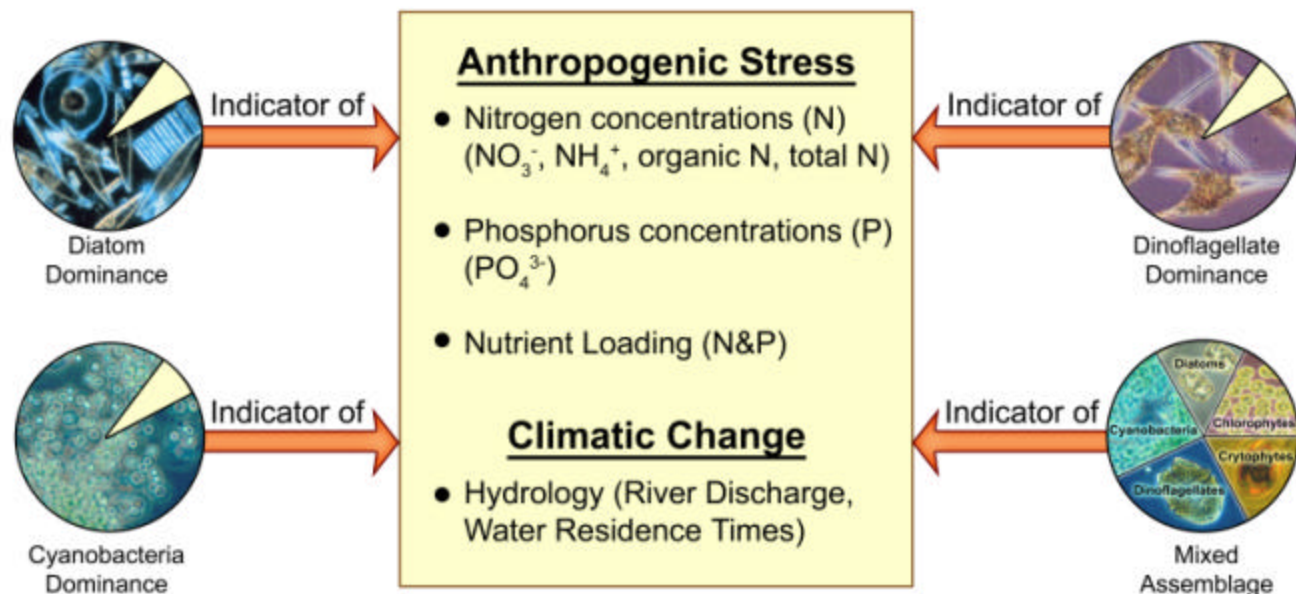 Indicator of
Diatom
Dominance
Indicator of
Cyanobacteria
Dominance
Anthropogenic Stress
● Nitrogen concentrations (N)
(NO₃⁻, NH₄⁺, organic N, total N)
● Phosphorus concentrations (P)
(PO₄³⁻)
● Nutrient Loading (N&P)
Climatic Change
● Hydrology (River Discharge,
Water Residence Times)
Indicator of
Dinoflagellate
Dominance
Indicator of
Diatoms
Cyanobacteria
Chlorophytes
Crytophytes
Dinoflagellates
Mixed
Assemblage